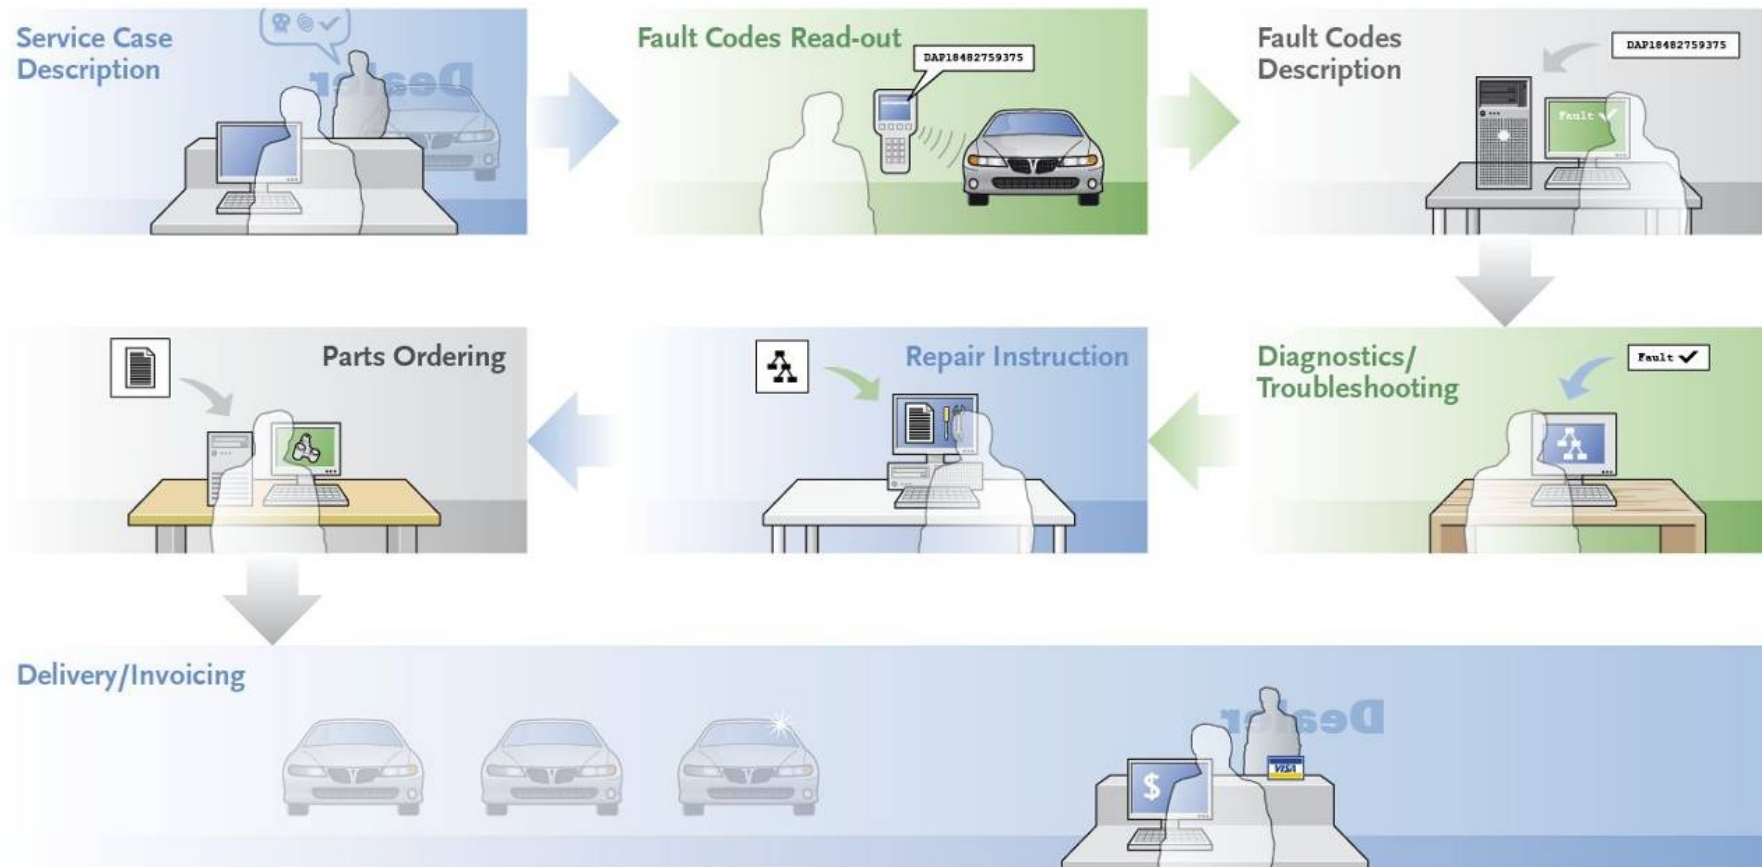 Service Case
Description
Dealer
Fault Codes Read-out
DAP18482759375
Fault Codes
Description
DAP18482759375
Fault ✓
Parts Ordering
Repair Instruction
Diagnostics/
Troubleshooting
Fault ✓
Delivery/Invoicing
Dealer
$
VISA